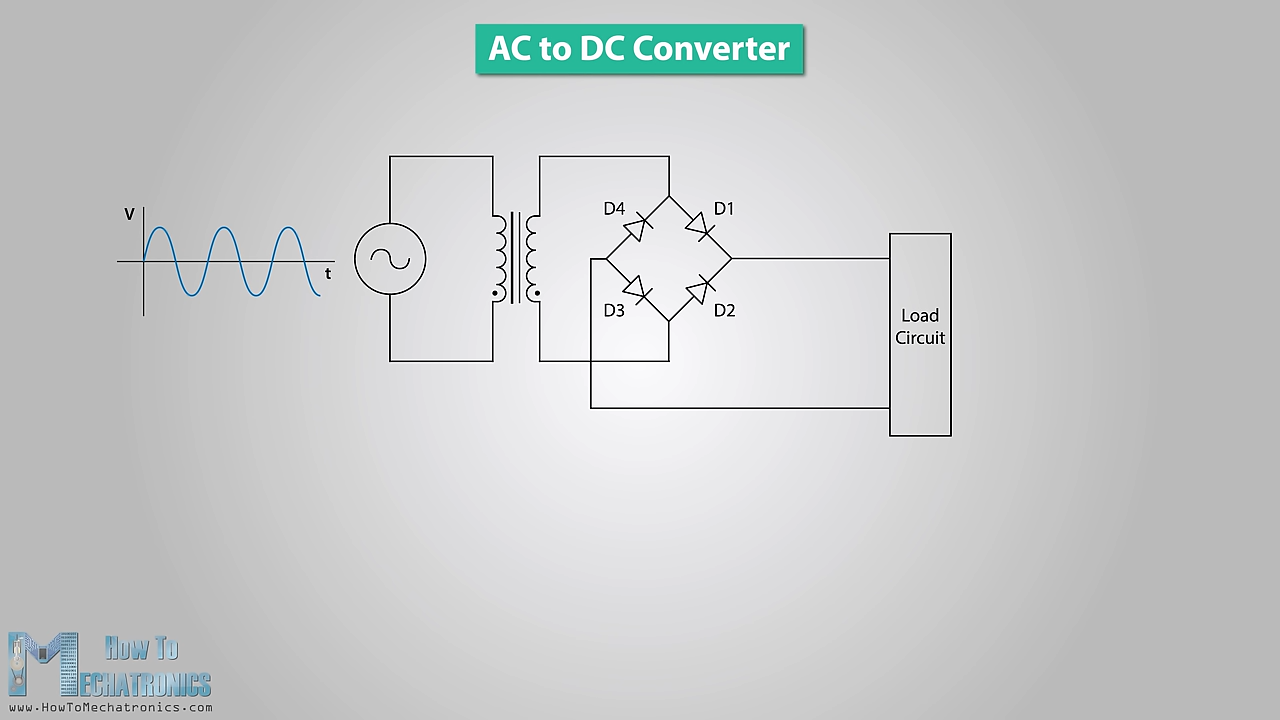 AC to DC Converter
V
t
D4
D1
D3
D2
Load
Circuit
How To
MECHATRONICS
www.HowToMechatronics.com